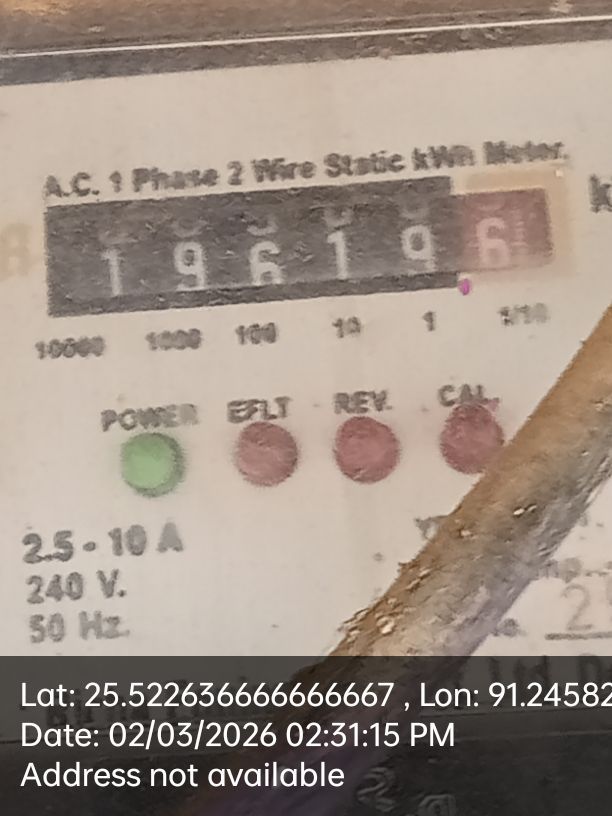 A.C. 1 Phase 2 Wire Static kWh Meter.
1 9 6 1 9 6
10000 1000 100 10 1 1/10
POWER EFLT REV. CAL.
2.5 - 10 A
240 V.
50 Hz.
Lat: 25.522636666666667 , Lon: 91.24582
Date: 02/03/2026 02:31:15 PM
Address not available